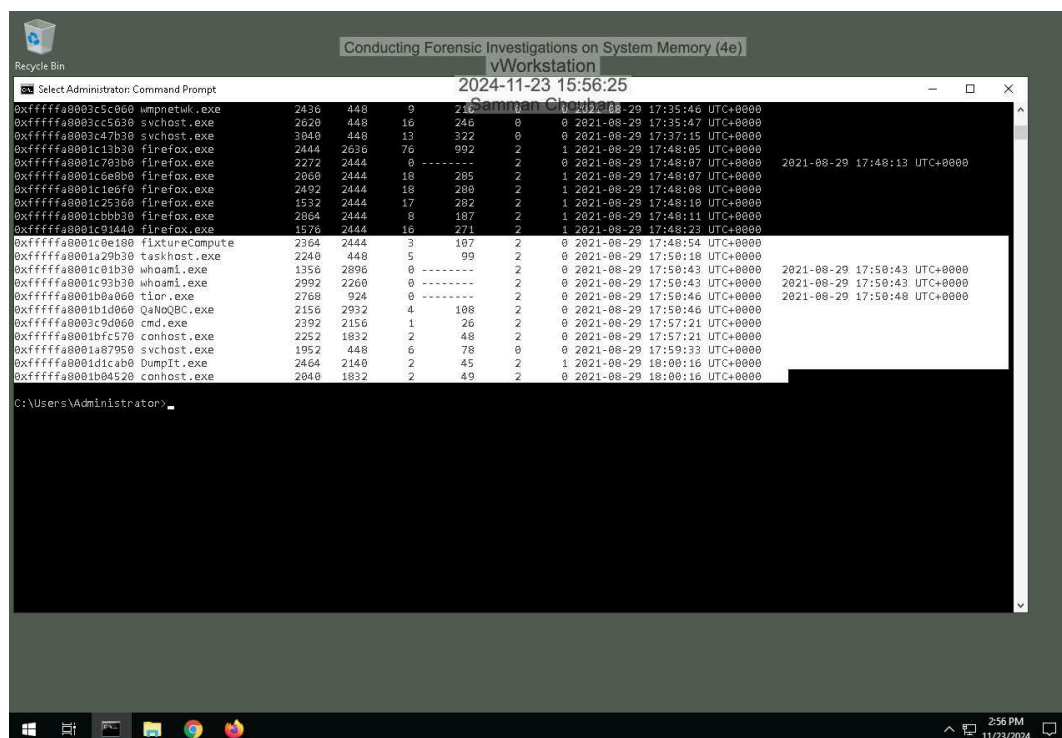 Conducting Forensic Investigations on System Memory (4e)
vWorkstation
2024-11-23 15:56:25
Samman Chouhan
Recycle Bin
Select Administrator: Command Prompt
0xfffffa8003c5c060 wmpnetwk.exe 2436 448 9 216 0 0 2021-08-29 17:35:46 UTC+0000
0xfffffa8003cc5630 svchost.exe 2620 448 16 246 0 0 2021-08-29 17:35:47 UTC+0000
0xfffffa8003c47b30 svchost.exe 3040 448 13 322 0 0 2021-08-29 17:37:15 UTC+0000
0xfffffa8001c13b30 firefox.exe 2444 2636 76 992 2 1 2021-08-29 17:48:05 UTC+0000
0xfffffa8001c703b0 firefox.exe 2272 2444 0 -------- 2 0 2021-08-29 17:48:07 UTC+0000 2021-08-29 17:48:13 UTC+0000
0xfffffa8001c6e8b0 firefox.exe 2060 2444 18 285 2 1 2021-08-29 17:48:07 UTC+0000
0xfffffa8001c1e6f0 firefox.exe 2492 2444 18 280 2 1 2021-08-29 17:48:08 UTC+0000
0xfffffa8001c25360 firefox.exe 1532 2444 17 282 2 1 2021-08-29 17:48:10 UTC+0000
0xfffffa8001cbbb30 firefox.exe 2864 2444 8 187 2 1 2021-08-29 17:48:11 UTC+0000
0xfffffa8001c91440 firefox.exe 1576 2444 16 271 2 1 2021-08-29 17:48:23 UTC+0000
0xfffffa8001c0e180 fixtureCompute 2364 2444 3 107 2 0 2021-08-29 17:48:54 UTC+0000
0xfffffa8001a29b30 taskhost.exe 2240 448 5 99 2 0 2021-08-29 17:50:18 UTC+0000
0xfffffa8001c01b30 whoami.exe 1356 2896 0 -------- 2 0 2021-08-29 17:50:43 UTC+0000 2021-08-29 17:50:43 UTC+0000
0xfffffa8001c93b30 whoami.exe 2992 2260 0 -------- 2 0 2021-08-29 17:50:43 UTC+0000 2021-08-29 17:50:43 UTC+0000
0xfffffa8001b0a060 tior.exe 2768 924 0 -------- 2 0 2021-08-29 17:50:46 UTC+0000 2021-08-29 17:50:48 UTC+0000
0xfffffa8001b1d060 QaNoQBC.exe 2156 2932 4 108 2 0 2021-08-29 17:50:46 UTC+0000
0xfffffa8003c9d060 cmd.exe 2392 2156 1 26 2 0 2021-08-29 17:57:21 UTC+0000
0xfffffa8001bfc570 conhost.exe 2252 1832 2 48 2 0 2021-08-29 17:57:21 UTC+0000
0xfffffa8001a87950 svchost.exe 1952 448 6 78 0 0 2021-08-29 17:59:33 UTC+0000
0xfffffa8001d1cab0 DumpIt.exe 2464 2140 2 45 2 1 2021-08-29 18:00:16 UTC+0000
0xfffffa8001b04520 conhost.exe 2040 1832 2 49 2 0 2021-08-29 18:00:16 UTC+0000
C:\Users\Administrator>_
2:56 PM
11/23/2024